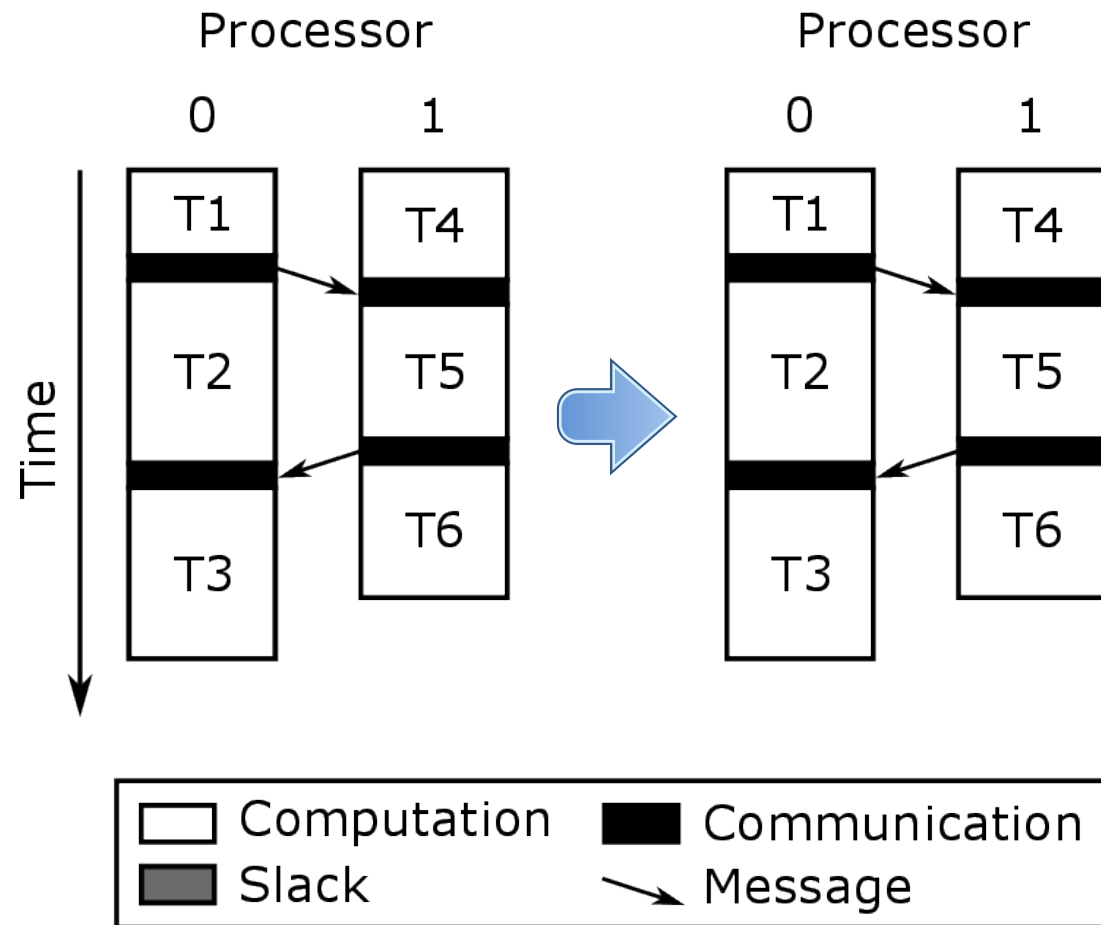 Processor Processor
0 1 0 1
T1 T4 T1 T4
T2 T5 T2 T5
Time
T3 T6 T3 T6
Computation Communication
Slack Message